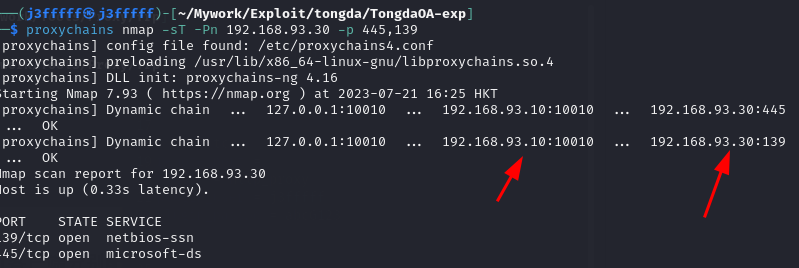 ──(j3fffff㉿j3fffff)-[~/Mywork/Exploit/tongda/TongdaOA-exp]
─$ proxychains nmap -sT -Pn 192.168.93.30 -p 445,139
proxychains] config file found: /etc/proxychains4.conf
proxychains] preloading /usr/lib/x86_64-linux-gnu/libproxychains.so.4
proxychains] DLL init: proxychains-ng 4.16
Starting Nmap 7.93 ( https://nmap.org ) at 2023-07-21 16:25 HKT
proxychains] Dynamic chain ... 127.0.0.1:10010 ... 192.168.93.10:10010 ... 192.168.93.30:445
... OK
proxychains] Dynamic chain ... 127.0.0.1:10010 ... 192.168.93.10:10010 ... 192.168.93.30:139
... OK
Nmap scan report for 192.168.93.30
Host is up (0.33s latency).
PORT STATE SERVICE
139/tcp open netbios-ssn
445/tcp open microsoft-ds